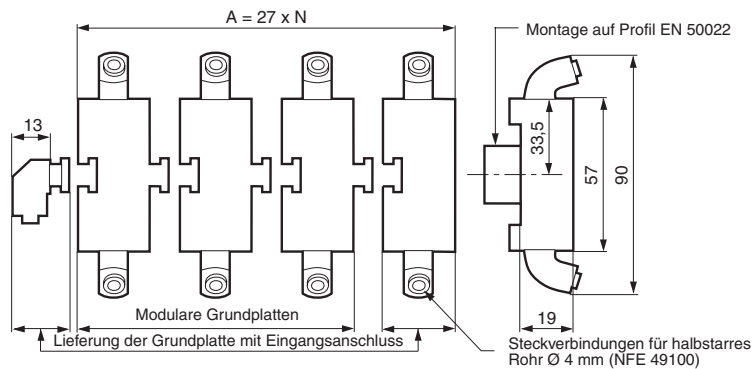 A = 27 x N
Montage auf Profil EN 50022
13
33,5
57
90
Modulare Grundplatten
19
Lieferung der Grundplatte mit Eingangsanschluss
Steckverbindungen für halbstarres
Rohr Ø 4 mm (NFE 49100)